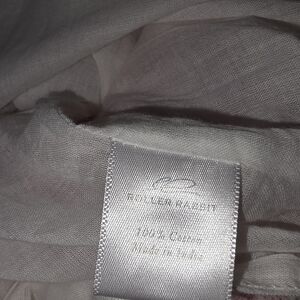 ROLLER RABBIT
100% Cotton
Made in India